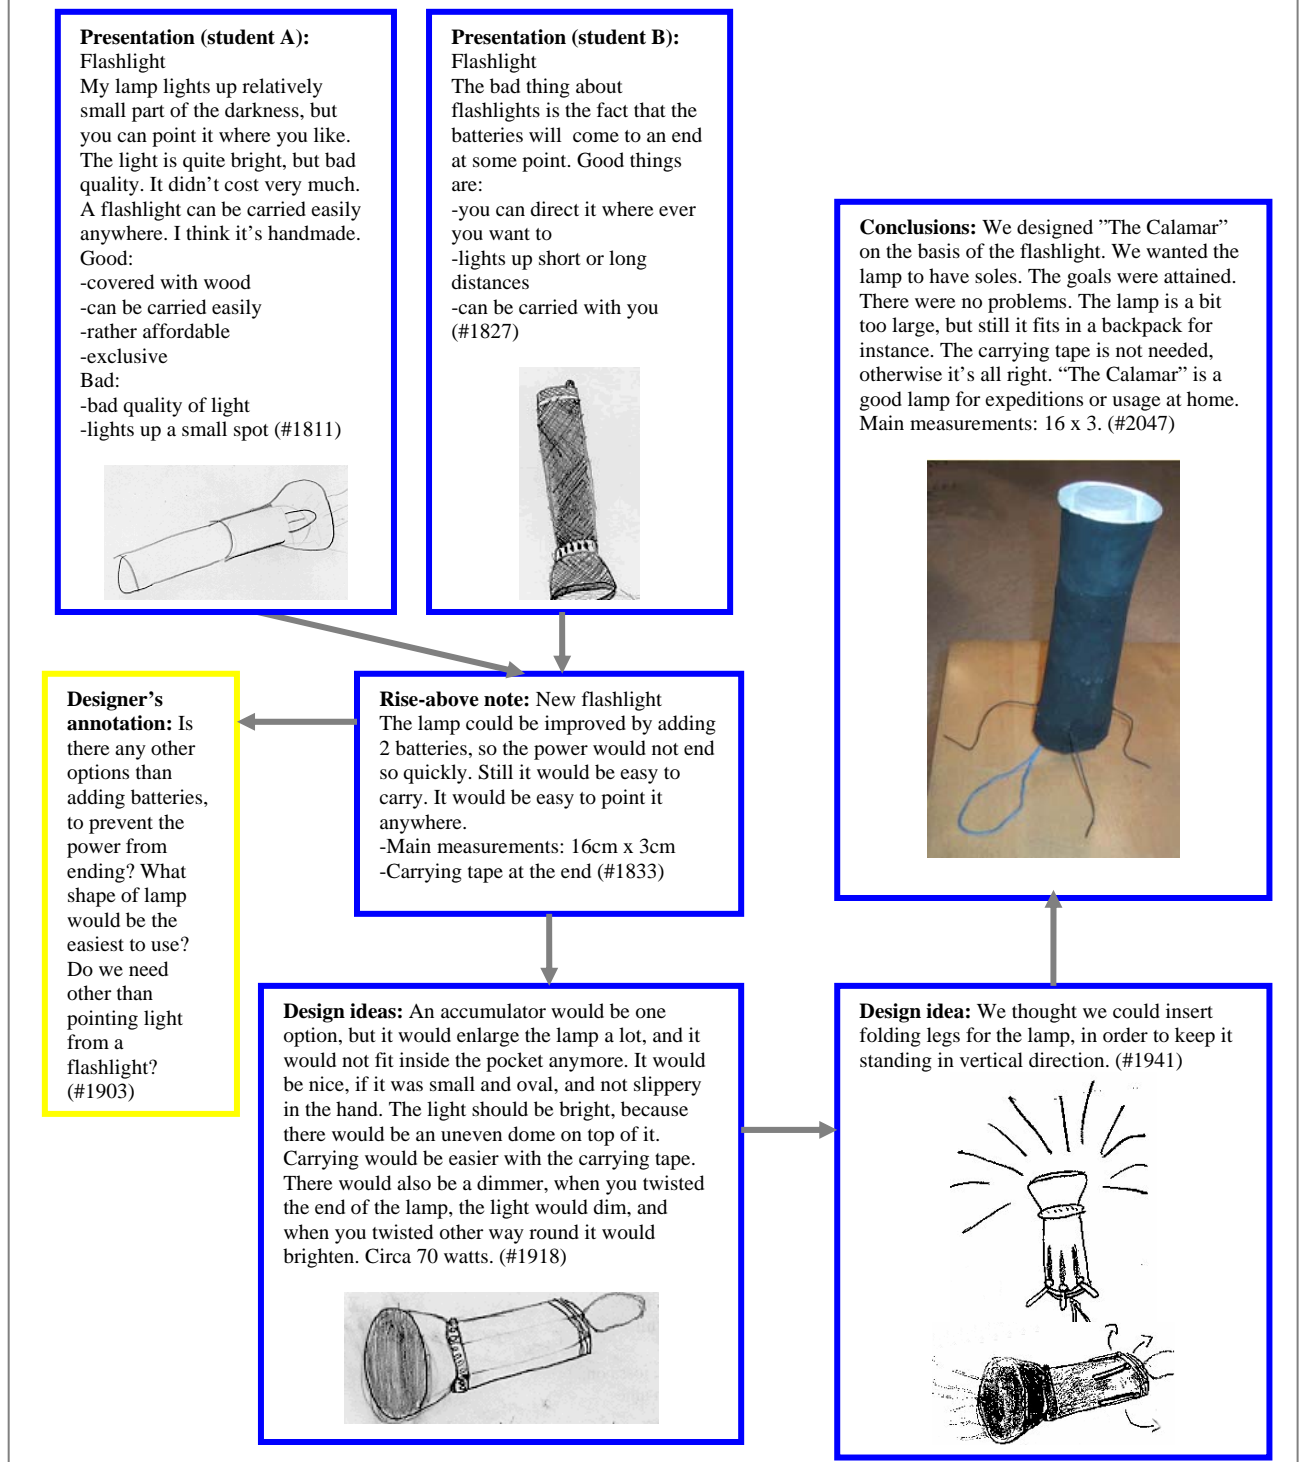 Presentation (student A):
Flashlight
My lamp lights up relatively
small part of the darkness, but
you can point it where you like.
The light is quite bright, but bad
quality. It didn’t cost very much.
A flashlight can be carried easily
anywhere. I think it’s handmade.
Good:
-covered with wood
-can be carried easily
-rather affordable
-exclusive
Bad:
-bad quality of light
-lights up a small spot (#1811)
Presentation (student B):
Flashlight
The bad thing about
flashlights is the fact that the
batteries will come to an end
at some point. Good things
are:
-you can direct it where ever
you want to
-lights up short or long
distances
-can be carried with you
(#1827)
Rise-above note: New flashlight
The lamp could be improved by adding
2 batteries, so the power would not end
so quickly. Still it would be easy to
carry. It would be easy to point it
anywhere.
-Main measurements: 16cm x 3cm
-Carrying tape at the end (#1833)
Designer’s
annotation: Is
there any other
options than
adding batteries,
to prevent the
power from
ending? What
shape of lamp
would be the
easiest to use?
Do we need
other than
pointing light
from a
flashlight?
(#1903)
Design ideas: An accumulator would be one
option, but it would enlarge the lamp a lot, and it
would not fit inside the pocket anymore. It would
be nice, if it was small and oval, and not slippery
in the hand. The light should be bright, because
there would be an uneven dome on top of it.
Carrying would be easier with the carrying tape.
There would also be a dimmer, when you twisted
the end of the lamp, the light would dim, and
when you twisted other way round it would
brighten. Circa 70 watts. (#1918)
Design idea: We thought we could insert
folding legs for the lamp, in order to keep it
standing in vertical direction. (#1941)
Conclusions: We designed ”The Calamar”
on the basis of the flashlight. We wanted the
lamp to have soles. The goals were attained.
There were no problems. The lamp is a bit
too large, but still it fits in a backpack for
instance. The carrying tape is not needed,
otherwise it’s all right. “The Calamar” is a
good lamp for expeditions or usage at home.
Main measurements: 16 x 3. (#2047)